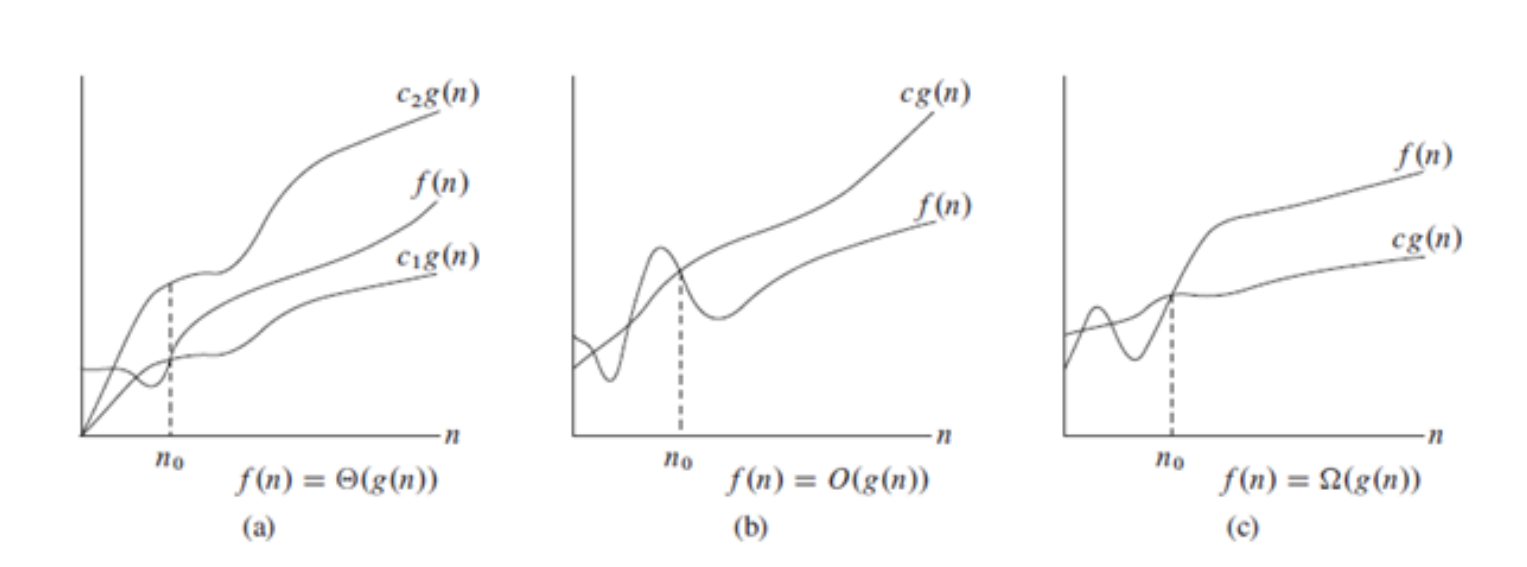 c₂g(n)
f(n)
c₁g(n)
n
n₀
f(n) = Θ(g(n))
(a)
cg(n)
f(n)
n
n₀
f(n) = O(g(n))
(b)
f(n)
cg(n)
n
n₀
f(n) = Ω(g(n))
(c)